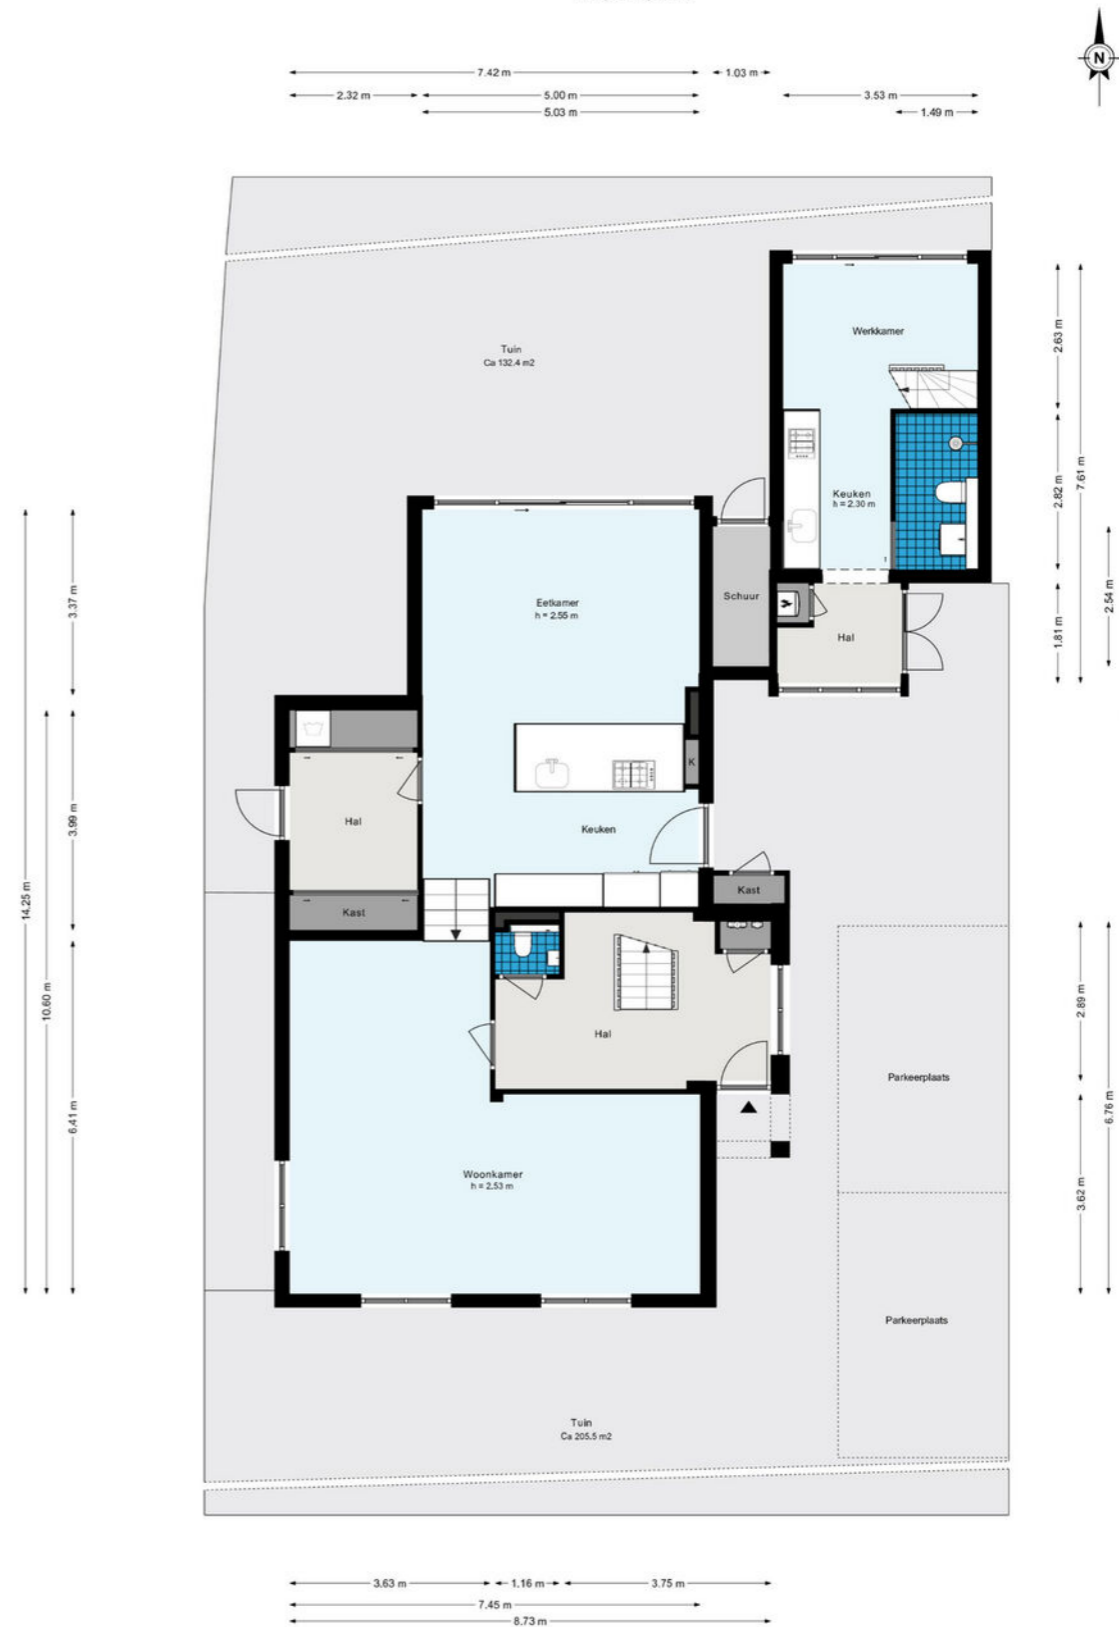 N
7.42 m
1.03 m
2.32 m
5.00 m
3.53 m
5.03 m
1.49 m
Werkkamer
Tuin
Ca 132.4 m2
2.63 m
7.61 m
2.82 m
Keuken
h = 2.30 m
2.54 m
1.81 m
3.37 m
Eetkamer
h = 2.55 m
Schuur
Hal
K
Hal
Keuken
3.99 m
14.25 m
Kast
Kast
10.60 m
2.89 m
Hal
Parkeerplaats
6.41 m
6.76 m
3.62 m
Woonkamer
h = 2.53 m
Parkeerplaats
Tuin
Ca 205.5 m2
3.63 m
1.16 m
3.75 m
7.45 m
8.73 m